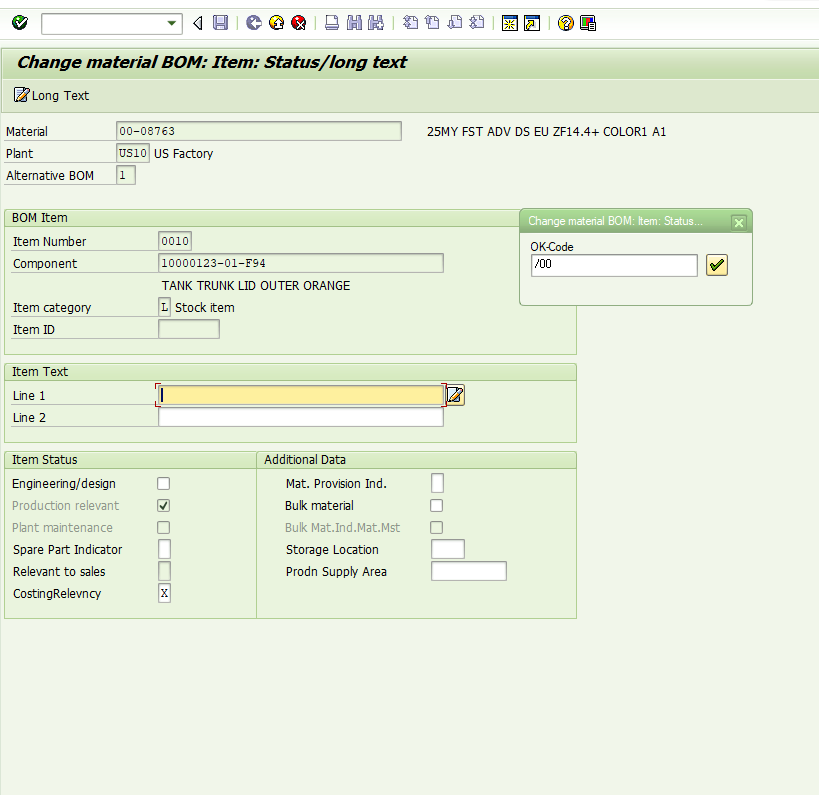 Change material BOM: Item: Status/long text
Long Text
Material 00-08763 25MY FST ADV DS EU ZF14.4+ COLOR1 A1
Plant US10 US Factory
Alternative BOM 1
BOM Item
Item Number 0010
Component 10000123-01-F94
TANK TRUNK LID OUTER ORANGE
Item category L Stock item
Item ID
Change material BOM: Item: Status...
OK-Code
/00
Item Text
Line 1
Line 2
Item Status
Engineering/design
Production relevant
Plant maintenance
Spare Part Indicator
Relevant to sales
CostingRelevncy X
Additional Data
Mat. Provision Ind.
Bulk material
Bulk Mat.Ind.Mat.Mst
Storage Location
Prodn Supply Area